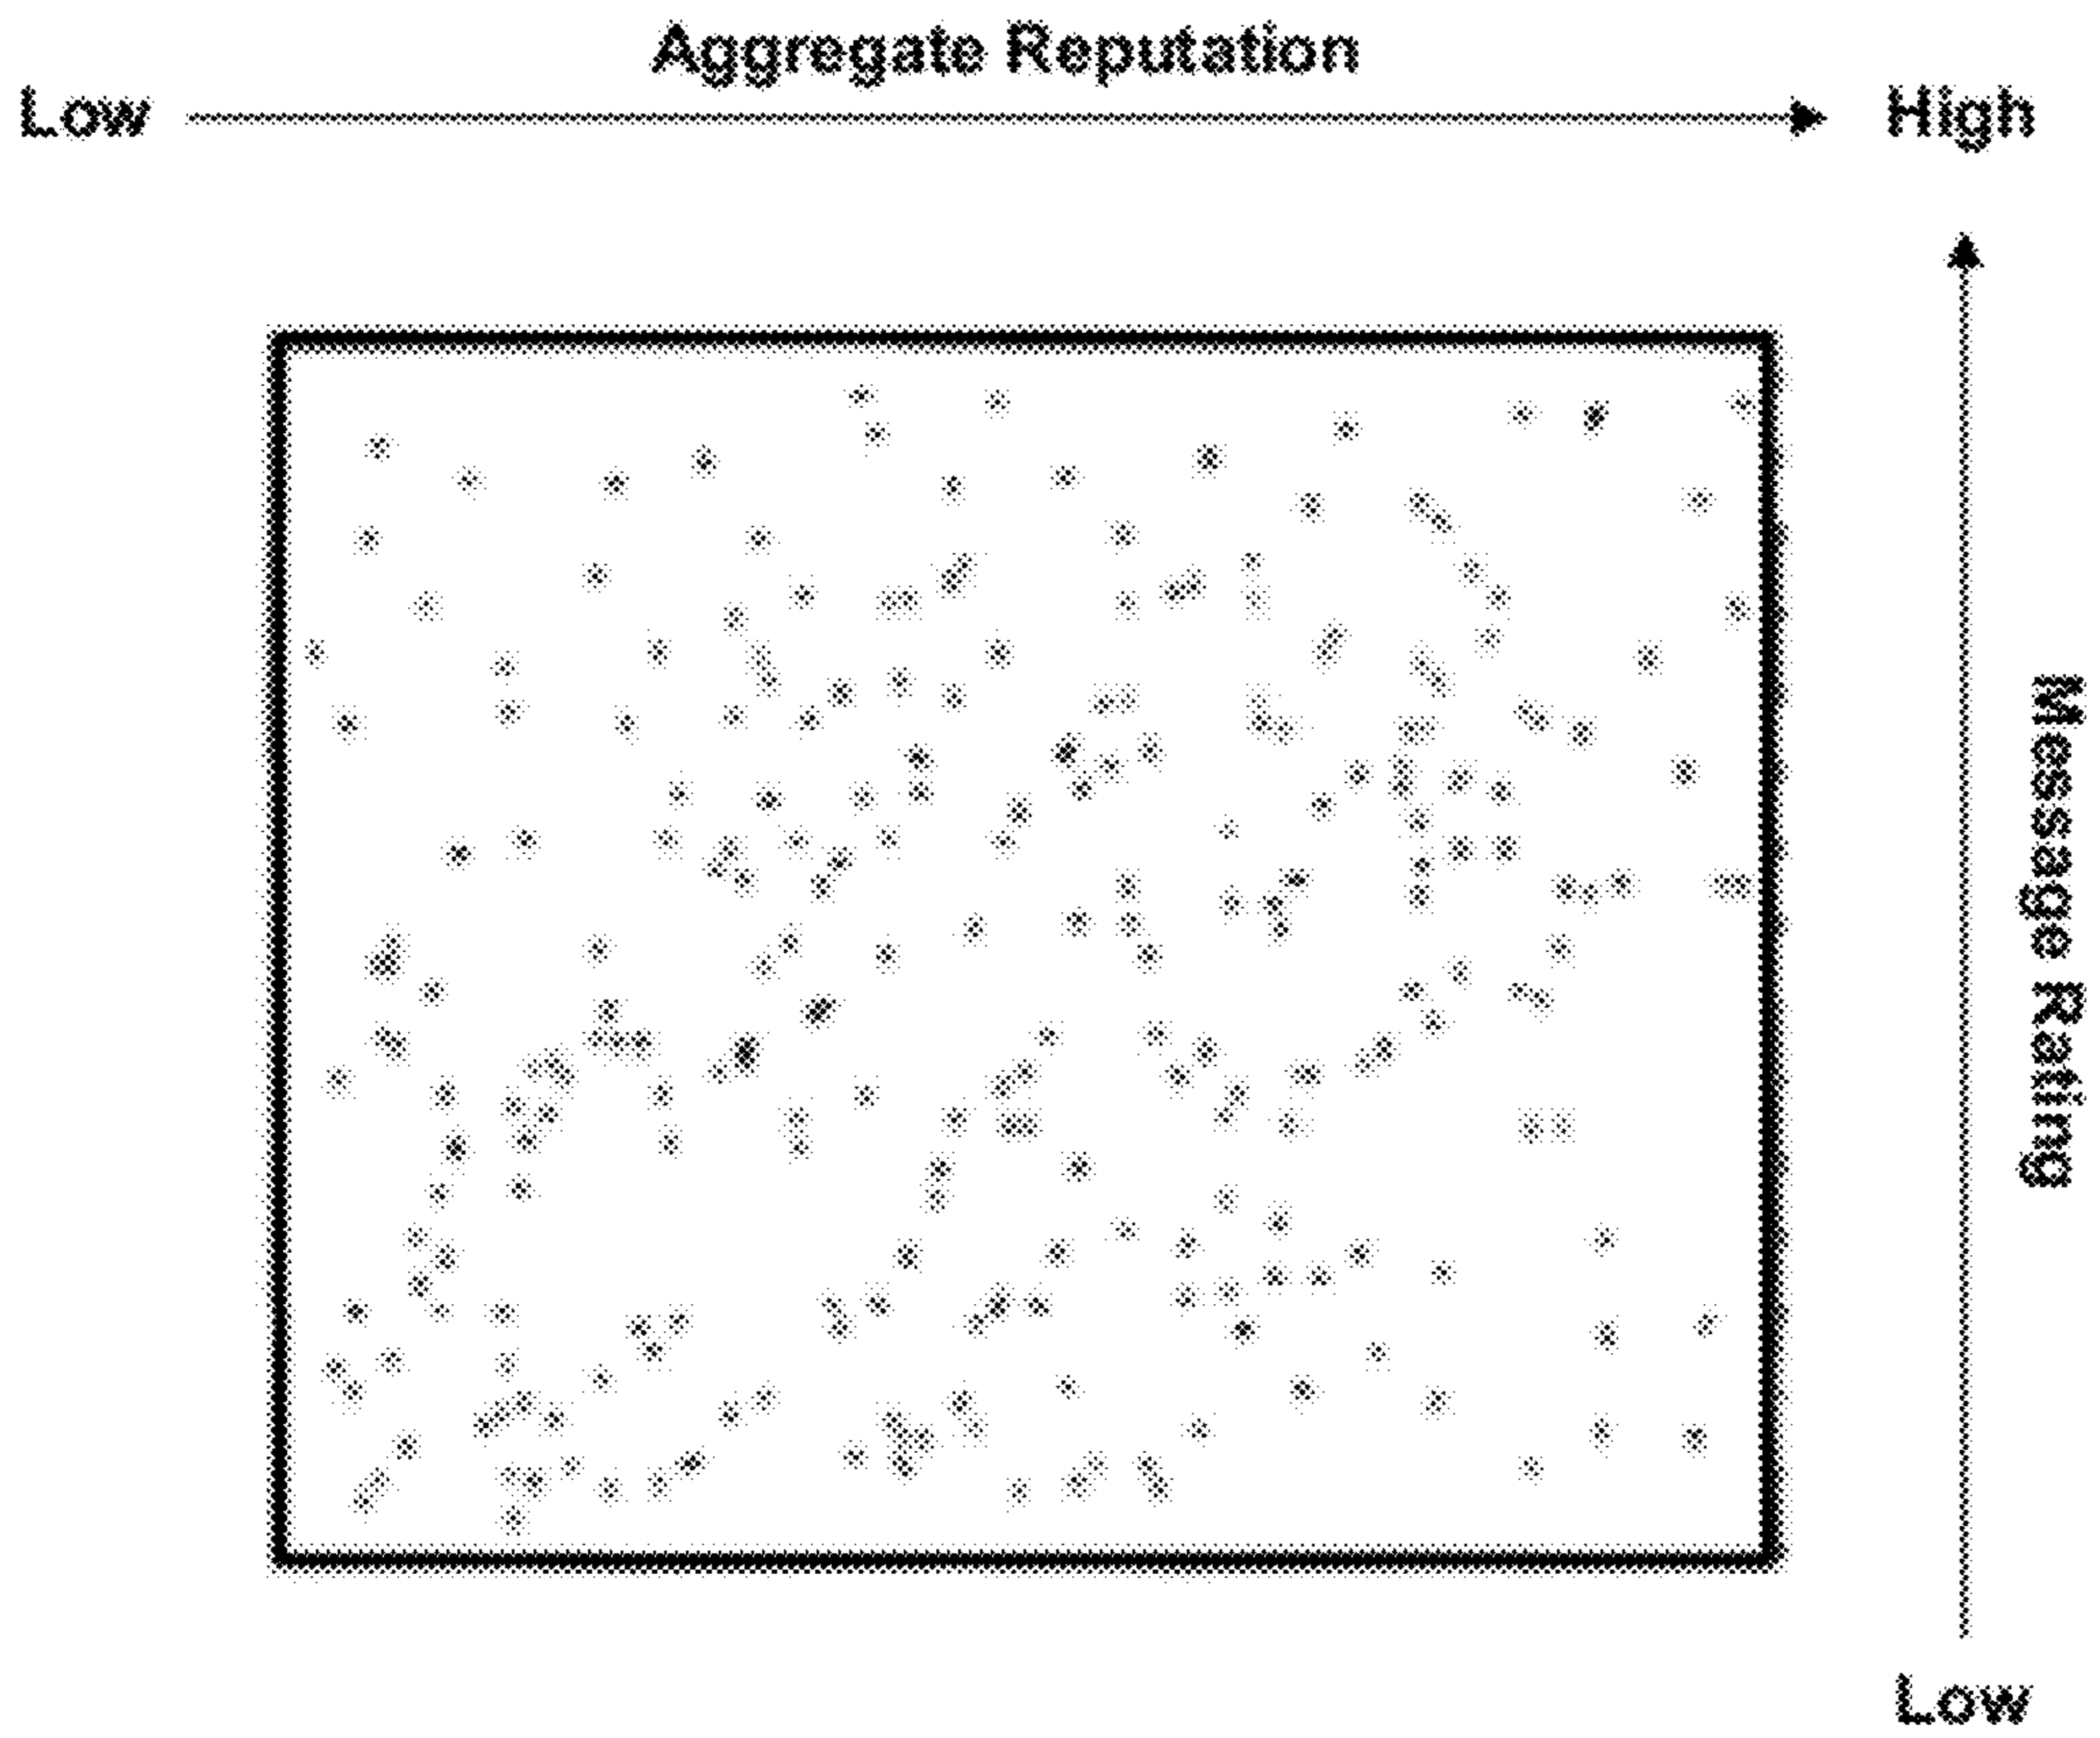 Aggregate Reputation
Low
High
Message Rating
Low